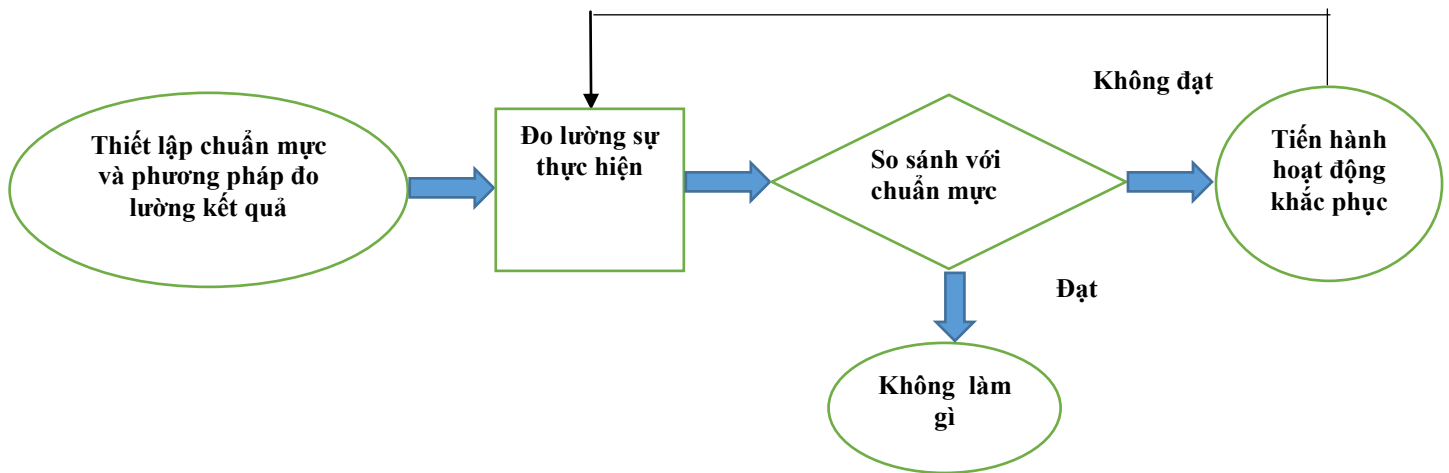 Thiết lập chuẩn mực
và phương pháp đo
lường kết quả
Đo lường sự
thực hiện
So sánh với
chuẩn mực
Không đạt
Tiến hành
hoạt động
khắc phục
Đạt
Không làm
gì